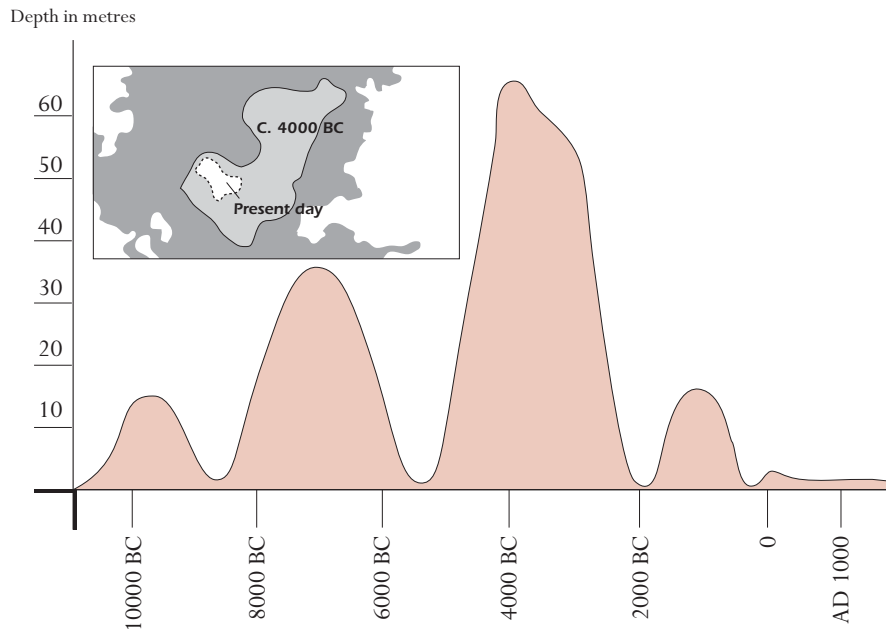 Depth in metres
60
50
40
30
20
10
C. 4000 BC
Present day
10000 BC
8000 BC
6000 BC
4000 BC
2000 BC
0
AD 1000